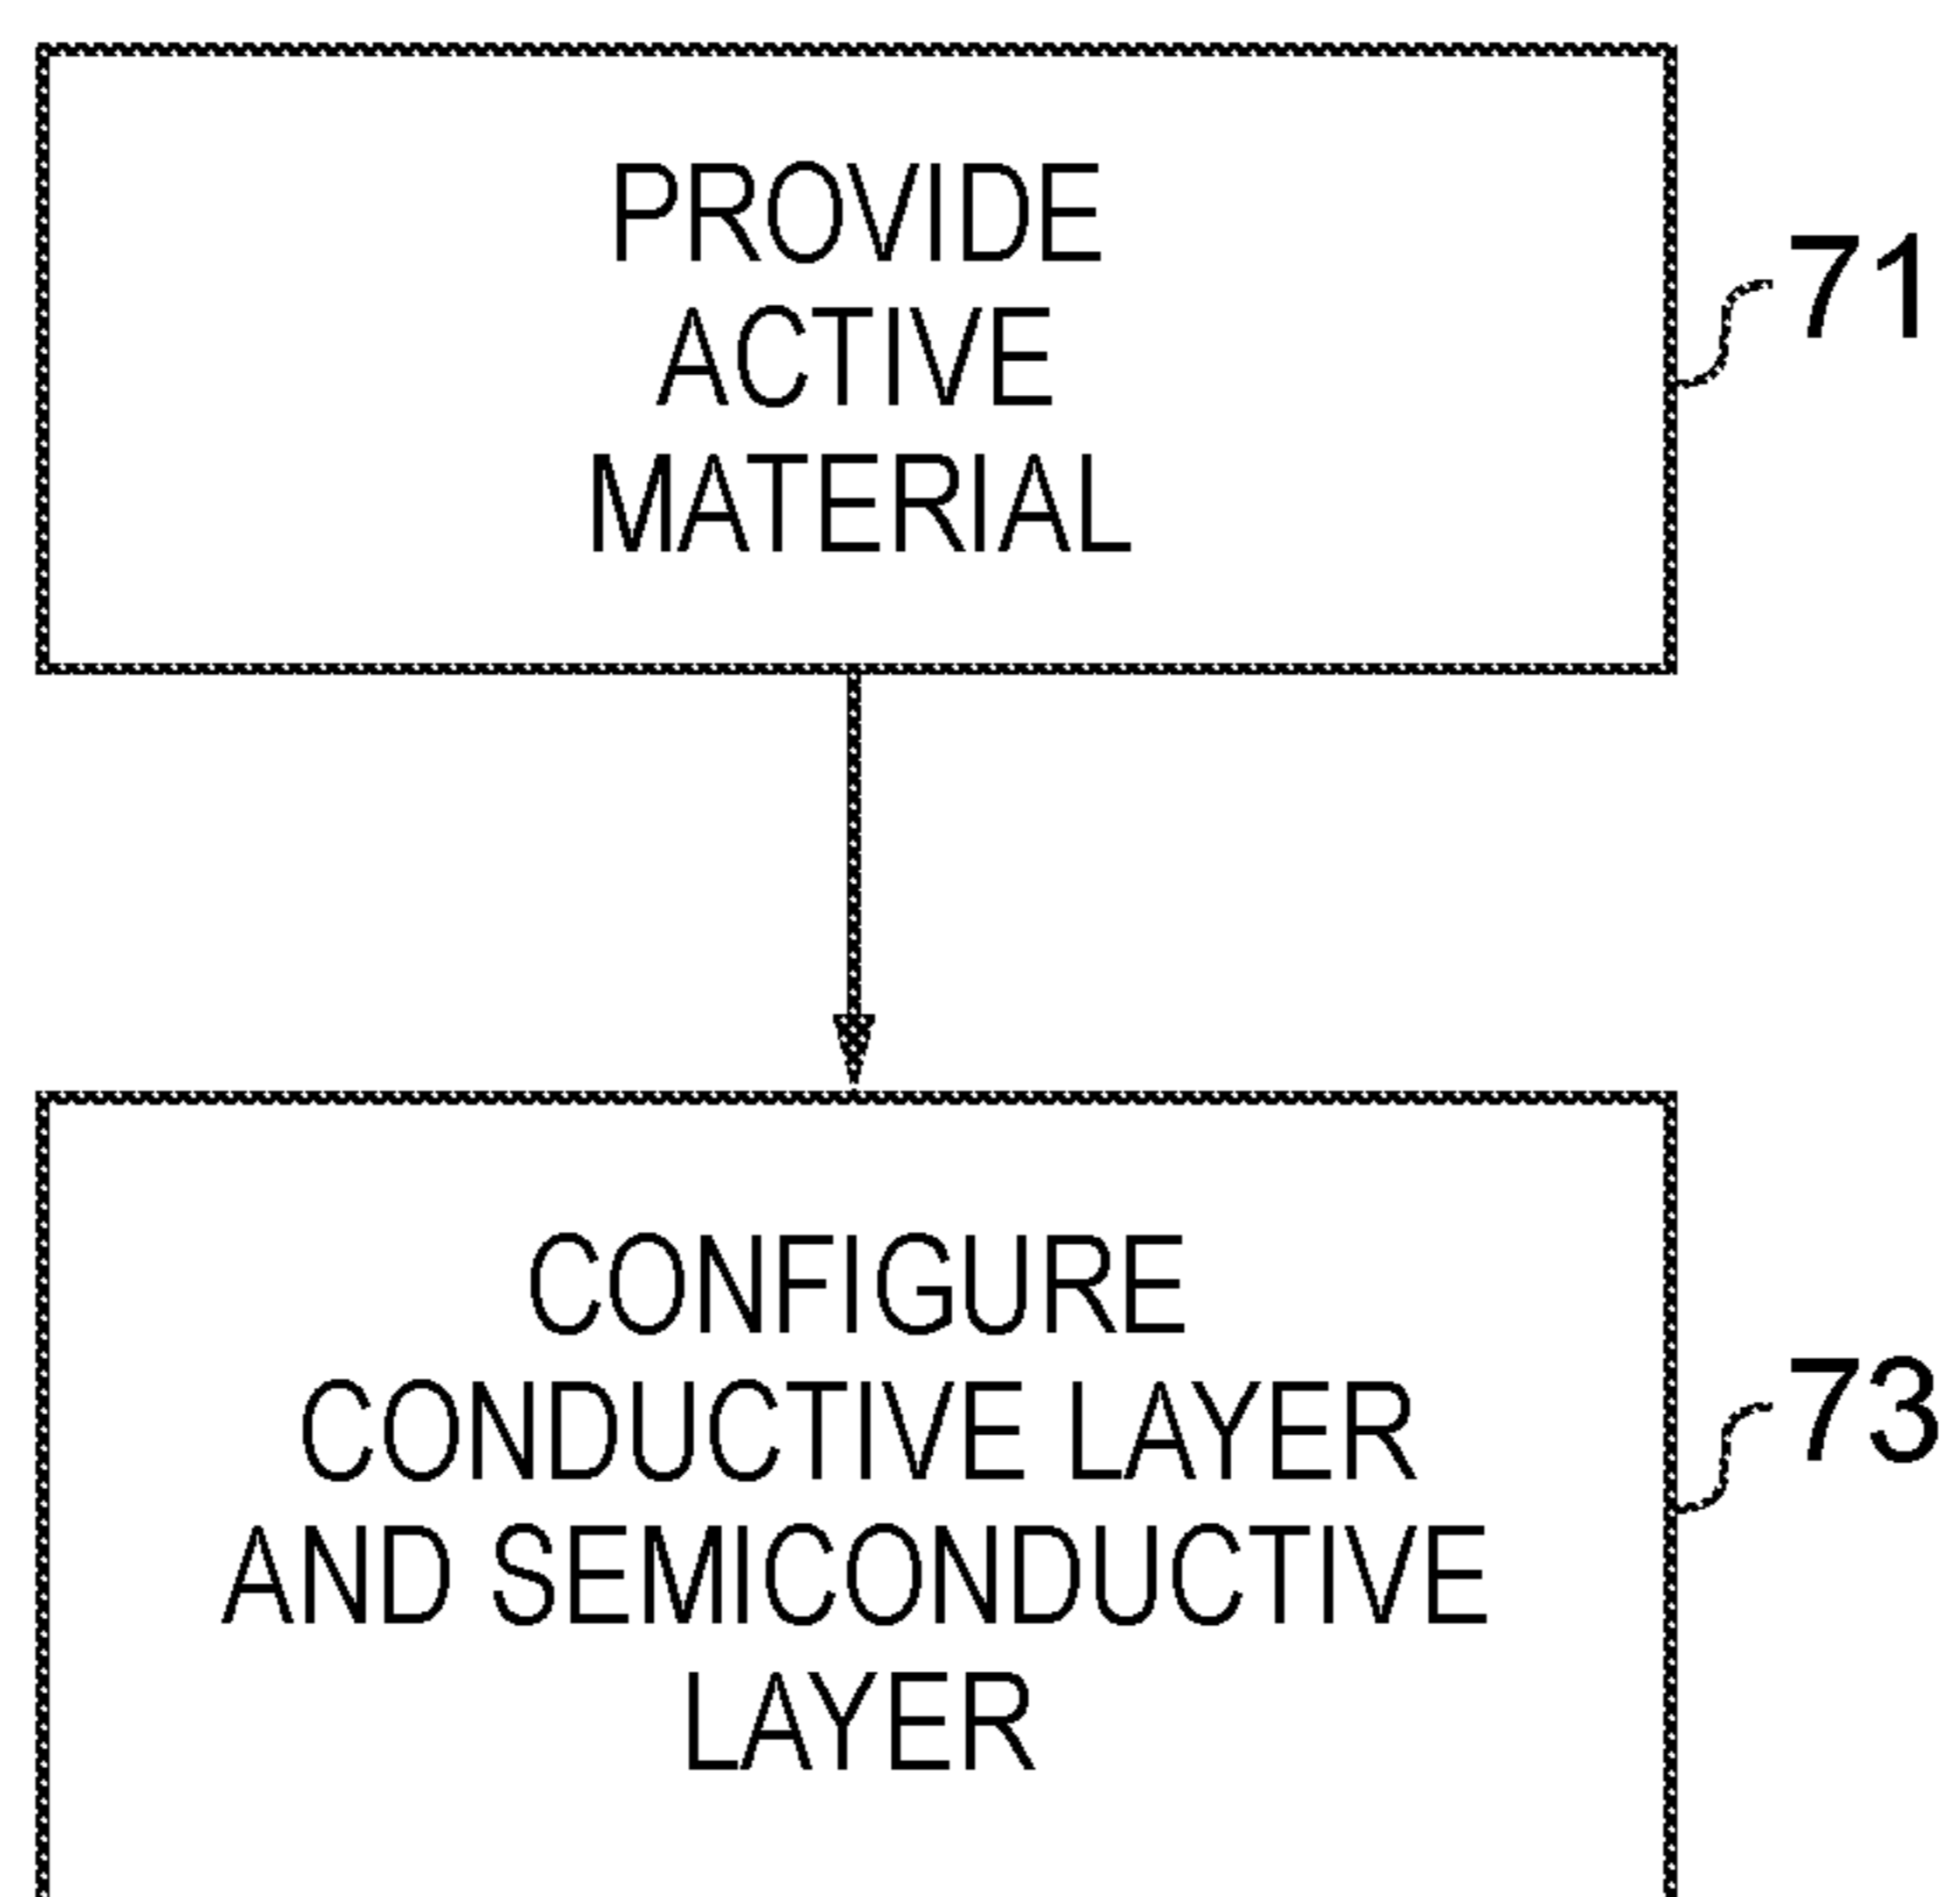 PROVIDE
ACTIVE
MATERIAL
71
CONFIGURE
CONDUCTIVE LAYER
AND SEMICONDUCTIVE
LAYER
73